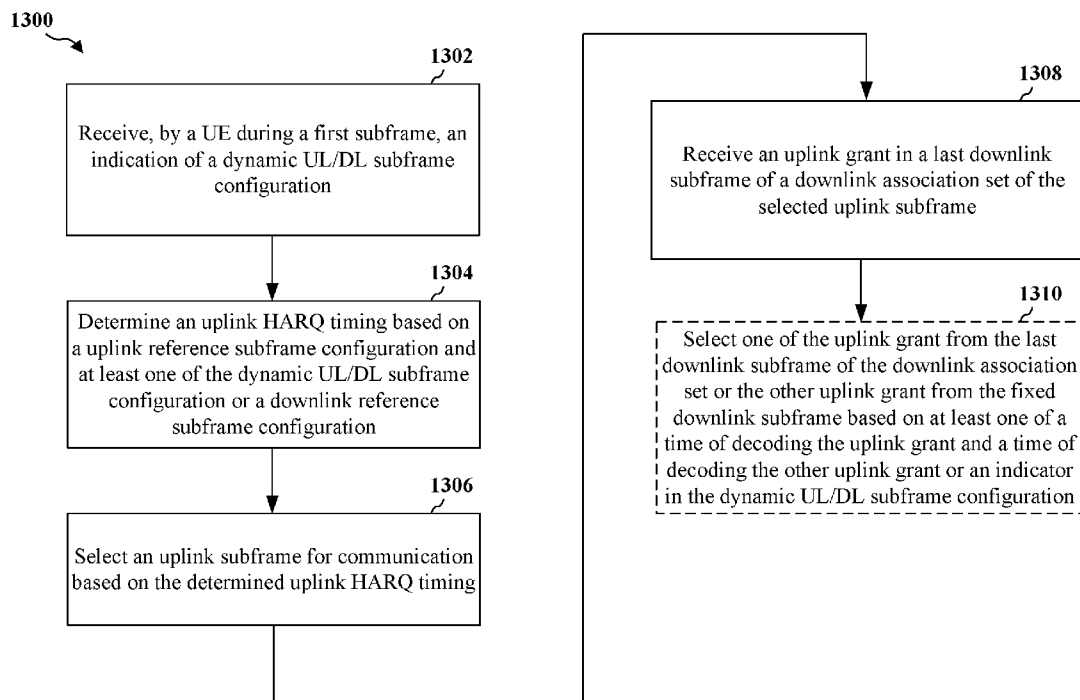 1300
1302
Receive, by a UE during a first subframe, an
indication of a dynamic UL/DL subframe
configuration
1304
Determine an uplink HARQ timing based on
a uplink reference subframe configuration and
at least one of the dynamic UL/DL subframe
configuration or a downlink reference
subframe configuration
1306
Select an uplink subframe for communication
based on the determined uplink HARQ timing
1308
Receive an uplink grant in a last downlink
subframe of a downlink association set of the
selected uplink subframe
1310
Select one of the uplink grant from the last
downlink subframe of the downlink association
set or the other uplink grant from the fixed
downlink subframe based on at least one of a
time of decoding the uplink grant and a time of
decoding the other uplink grant or an indicator
in the dynamic UL/DL subframe configuration